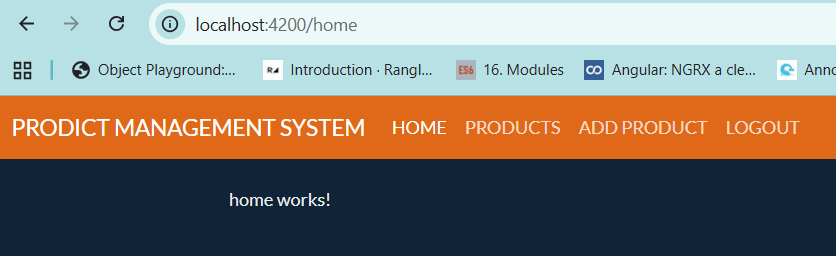 localhost:4200/home
Object Playground:... RM Introduction · Rangl... ES6 16. Modules Angular: NGRX a cle... Anno
PRODICT MANAGEMENT SYSTEM HOME PRODUCTS ADD PRODUCT LOGOUT
home works!